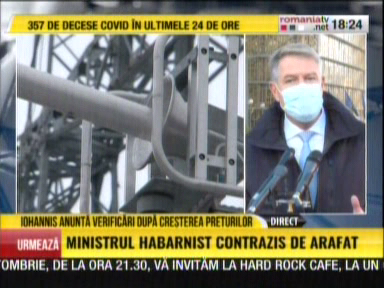 357 DE DECESE COVID ÎN ULTIMELE 24 DE ORE
romaniatv
.net
18:24
IOHANNIS ANUNȚĂ VERIFICĂRI DUPĂ CREȘTEREA PREȚURILOR
DIRECT
URMEAZĂ
MINISTRUL HABARNIST CONTRAZIS DE ARAFAT
TOMBRIE, DE LA ORA 21.30, VĂ INVITĂM LA HARD ROCK CAFE, LA UN